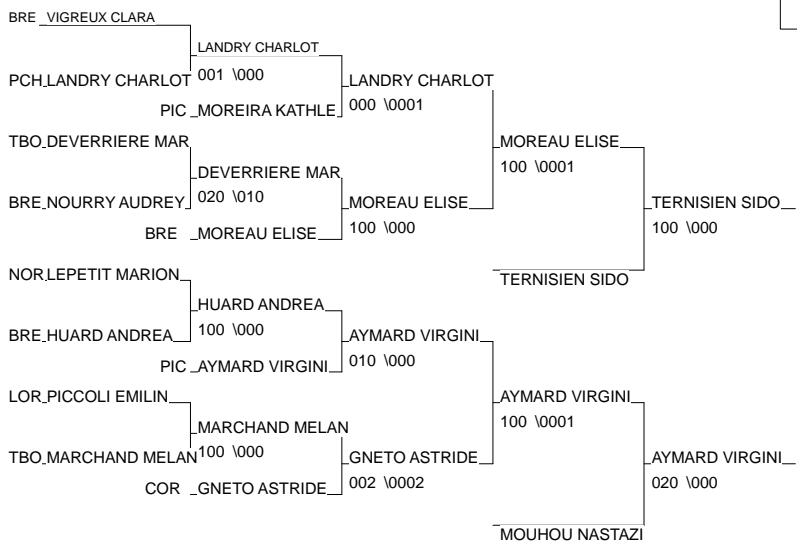 BRE VIGREUX CLARA
LANDRY CHARLOT
PCH LANDRY CHARLOT 001 \000 LANDRY CHARLOT
PIC MOREIRA KATHLE 000 \0001
TBO DEVERRIERE MAR MOREAU ELISE
DEVERRIERE MAR 100 \0001
BRE NOURRY AUDREY 020 \010 MOREAU ELISE TERNISIEN SIDO
BRE MOREAU ELISE 100 \000 100 \000
NOR LEPETIT MARION TERNISIEN SIDO
HUARD ANDREA
BRE HUARD ANDREA 100 \000 AYMARD VIRGINI
PIC AYMARD VIRGINI 010 \000
LOR PICCOLI EMILIN AYMARD VIRGINI
MARCHAND MELAN 100 \0001
TBO MARCHAND MELAN 100 \000 GNETO ASTRIDE AYMARD VIRGINI
COR GNETO ASTRIDE 002 \0002 020 \000
MOUHOU NASTAZI